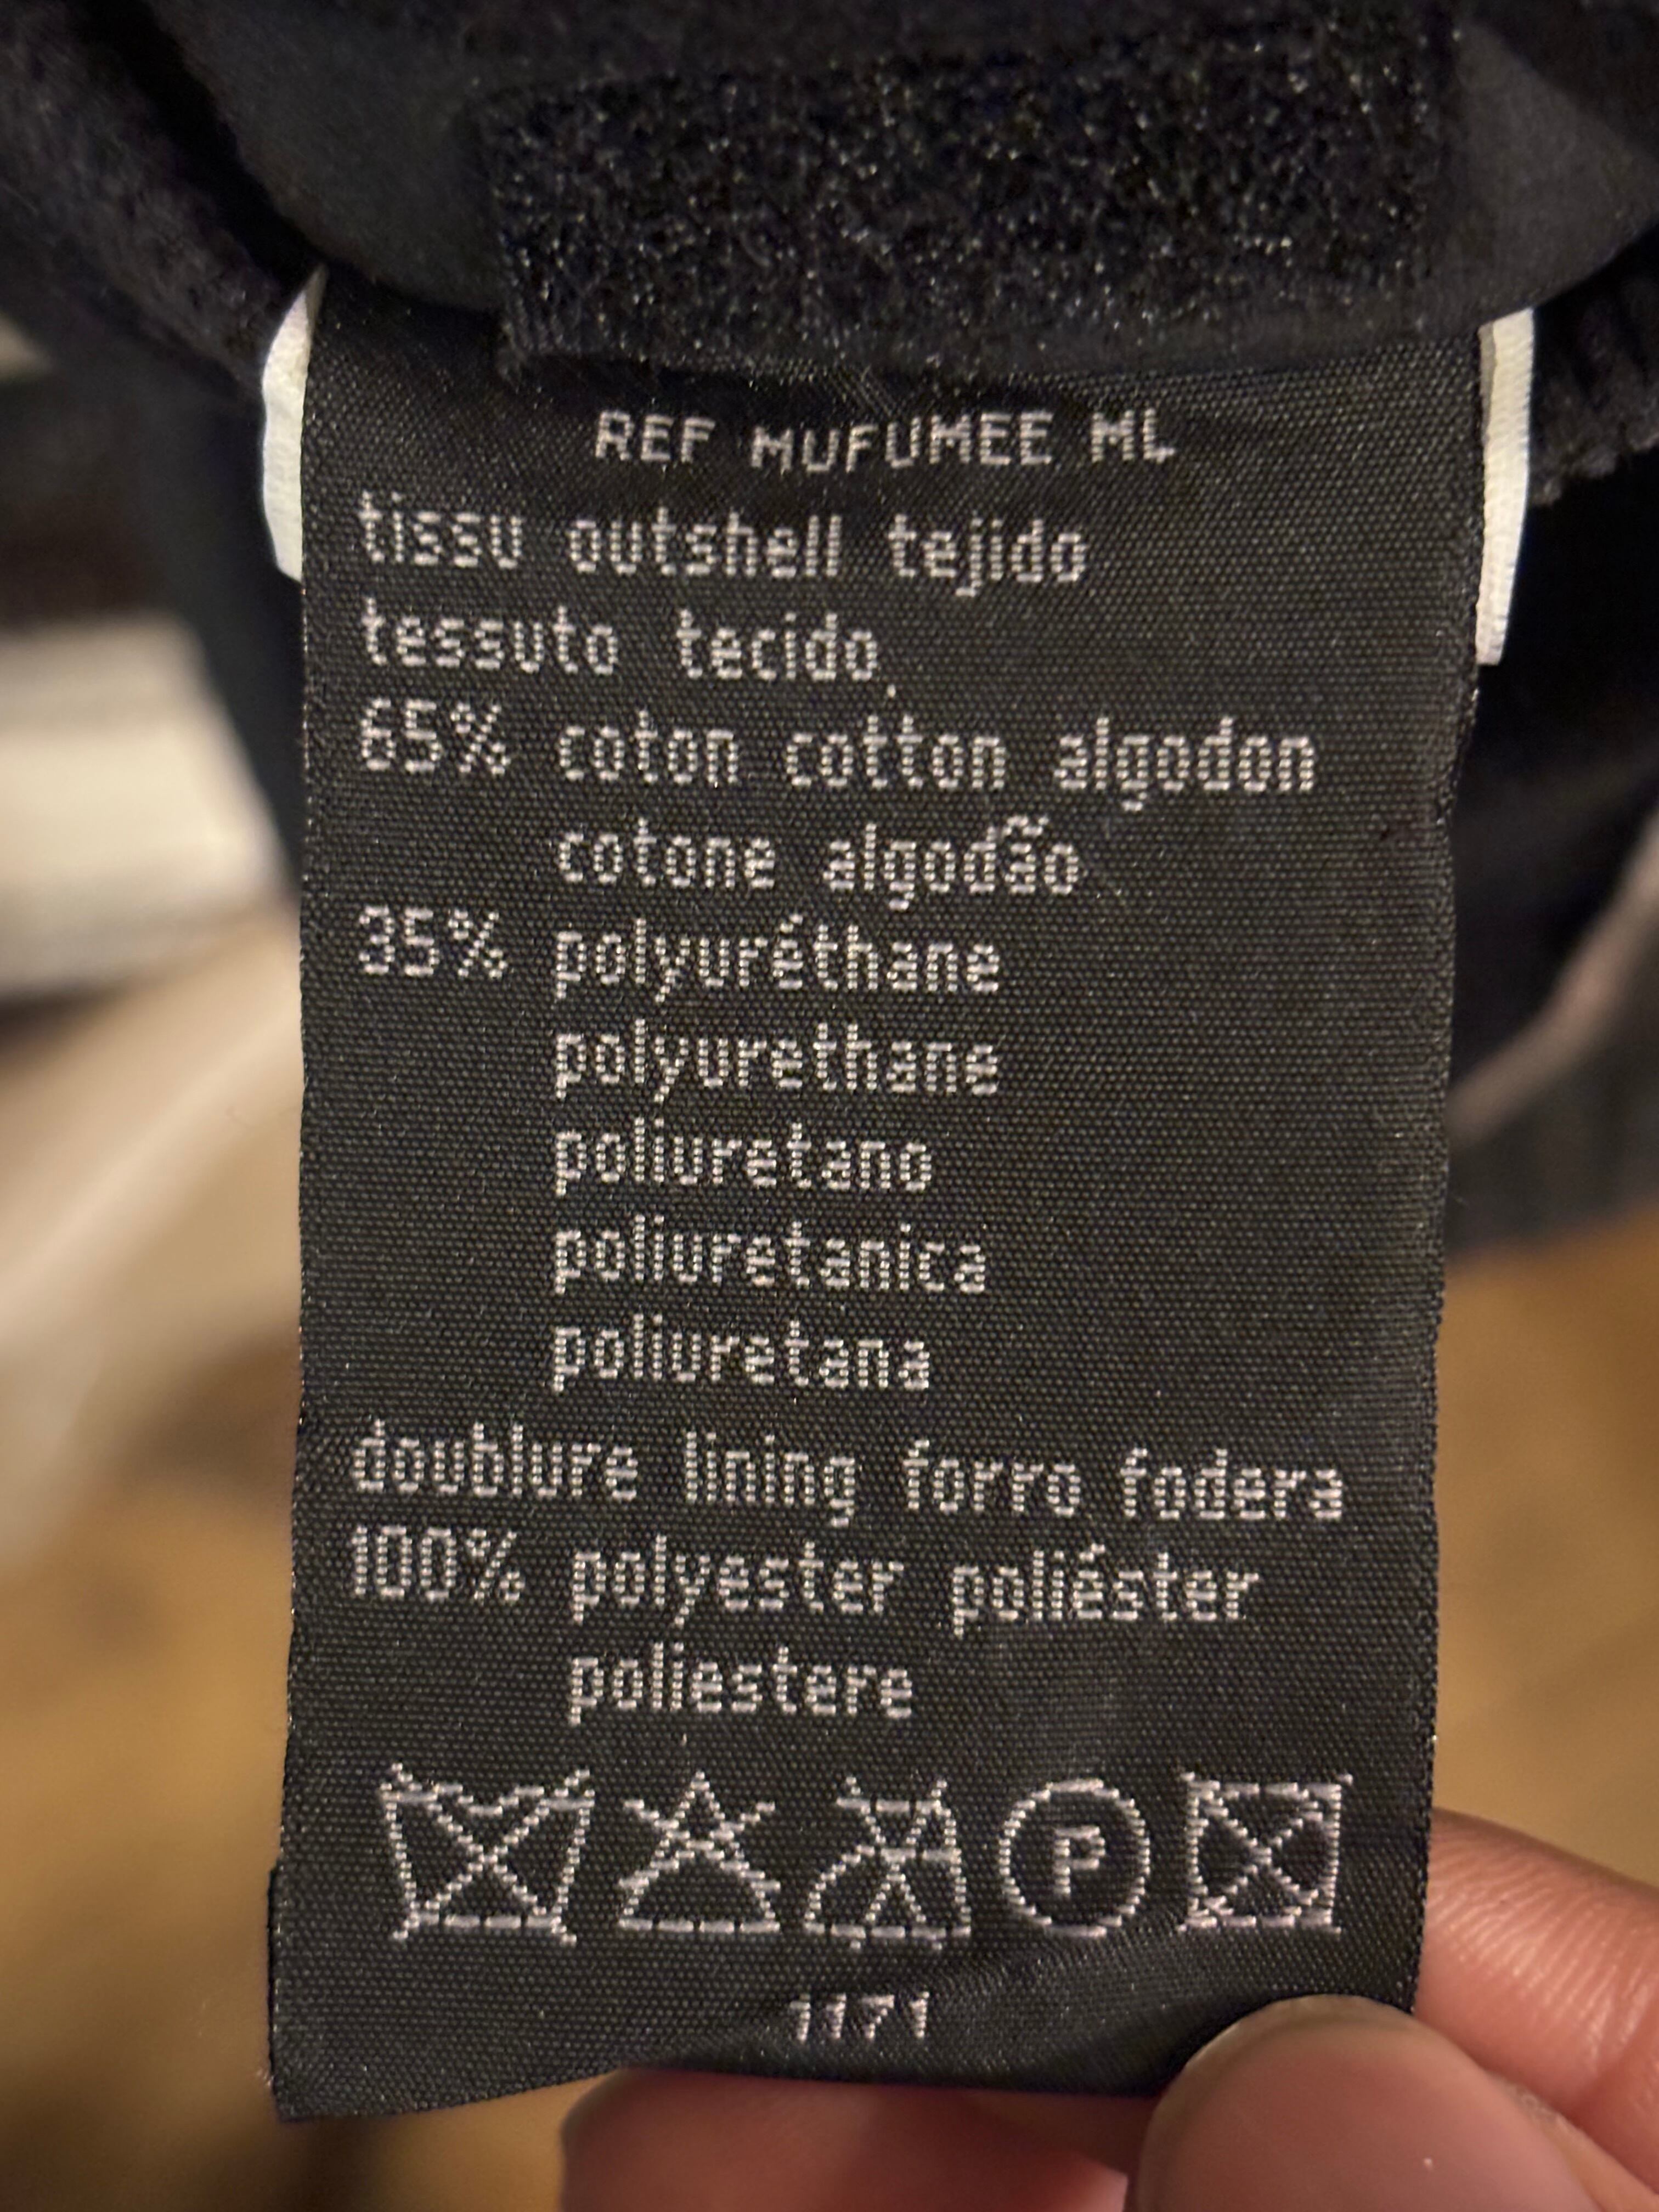 REF MUFUMEE ML
tissu outshell tejido
tessuto tecido
65% coton cotton algodon
cotone algodão
35% polyuréthane
polyurethane
poliuretano
poliuretanica
poliuretana
doublure lining forro fodera
100% polyester poliéster
poliestere
P
1171